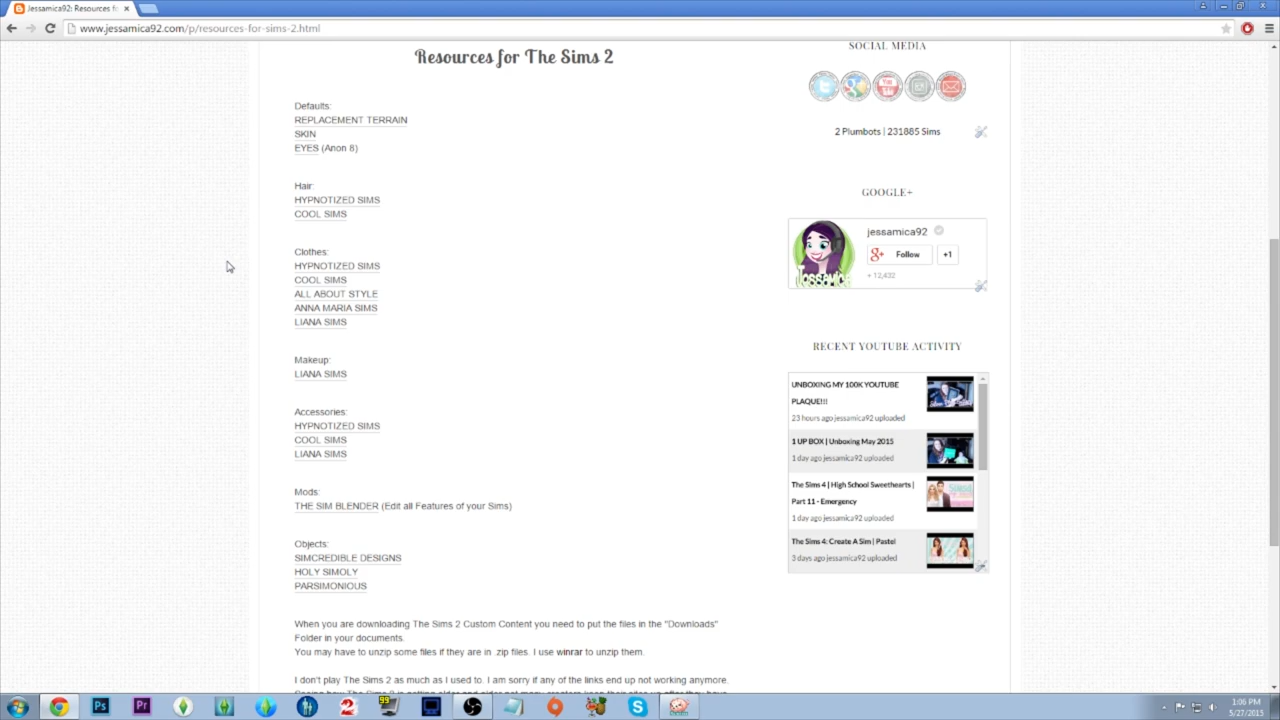 Jessamica92: Resources for
www.jessamica92.com/p/resources-for-sims-2.html
Resources for The Sims 2
Defaults:
REPLACEMENT TERRAIN
SKIN
EYES (Anon 8)
Hair:
HYPNOTIZED SIMS
COOL SIMS
Clothes:
HYPNOTIZED SIMS
COOL SIMS
ALL ABOUT STYLE
ANNA MARIA SIMS
LIANA SIMS
Makeup:
LIANA SIMS
Accessories:
HYPNOTIZED SIMS
COOL SIMS
LIANA SIMS
Mods:
THE SIM BLENDER (Edit all Features of your Sims)
Objects:
SIMCREDIBLE DESIGNS
HOLY SIMOLY
PARSIMONIOUS
When you are downloading The Sims 2 Custom Content you need to put the files in the "Downloads"
Folder in your documents.
You may have to unzip some files if they are in .zip files. I use winrar to unzip them.
I don't play The Sims 2 as much as I used to. I am sorry if any of the links end up not working anymore.
SOCIAL MEDIA
2 Plumbots | 231885 Sims
GOOGLE+
jessamica92
g+ Follow +1
+ 12,432
RECENT YOUTUBE ACTIVITY
UNBOXING MY 100K YOUTUBE
PLAQUE!!!
23 hours ago jessamica92 uploaded
1 UP BOX | Unboxing May 2015
1 day ago jessamica92 uploaded
The Sims 4 | High School Sweethearts |
Part 11 - Emergency
1 day ago jessamica92 uploaded
The Sims 4: Create A Sim | Pastel
3 days ago jessamica92 uploaded
Ps
Pr
99
1:06 PM
5/27/2015